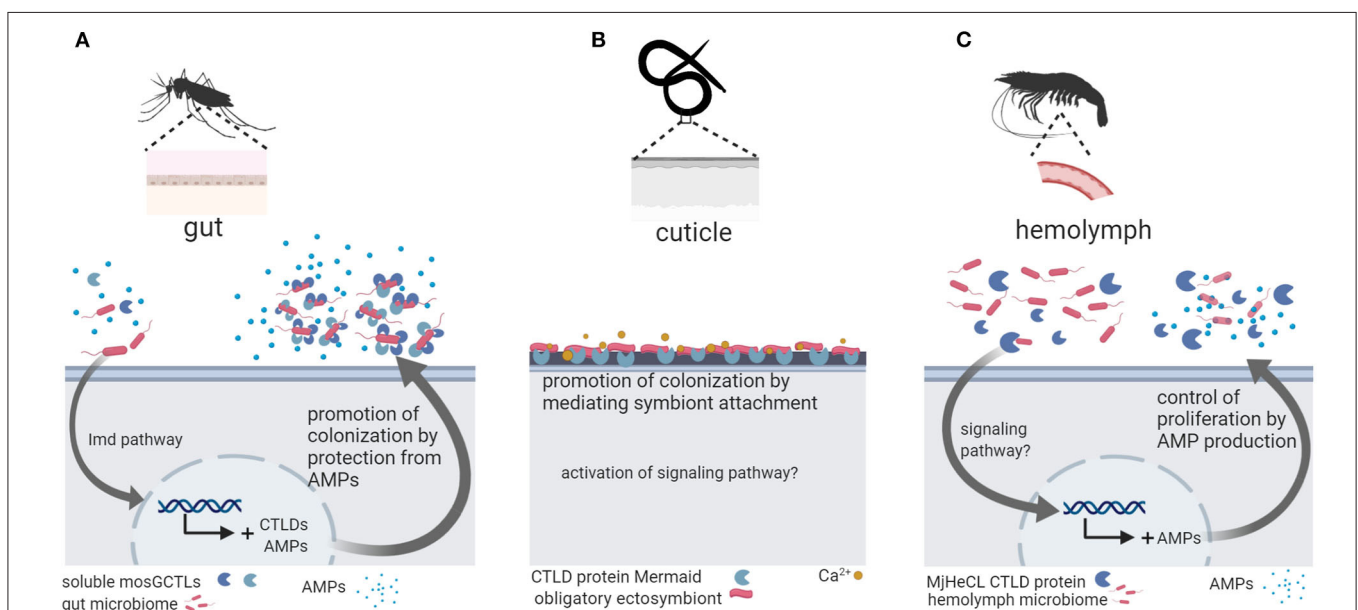 A
gut
Imd pathway
promotion of
colonization by
protection from
AMPs
+ CTLDs
AMPs
soluble mosGCTLs
gut microbiome
AMPs
B
cuticle
promotion of colonization by
mediating symbiont attachment
activation of signaling pathway?
CTLD protein Mermaid
obligatory ectosymbiont
Ca²⁺
C
hemolymph
signaling
pathway?
control of
proliferation by
AMP production
+ AMPs
MjHeCL CTLD protein
hemolymph microbiome
AMPs